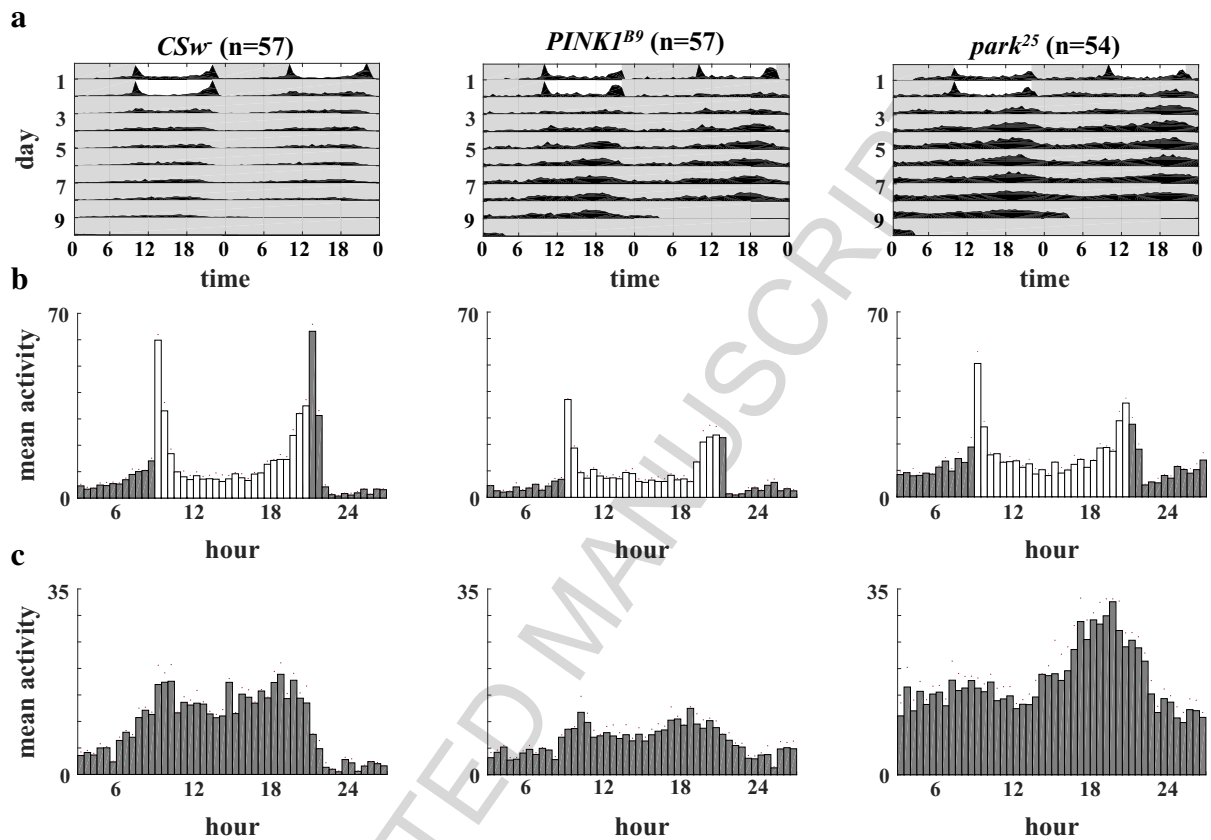 a
CSw- (n=57)
PINK1B9 (n=57)
park25 (n=54)
day
1
3
5
7
9
1
3
5
7
9
1
3
5
7
9
0 6 12 18 0 6 12 18 0
0 6 12 18 0 6 12 18 0
0 6 12 18 0 6 12 18 0
time
time
time
b
mean activity
70
0
70
0
70
0
6 12 18 24
6 12 18 24
6 12 18 24
hour
hour
hour
c
mean activity
35
0
35
0
35
0
6 12 18 24
6 12 18 24
6 12 18 24
hour
hour
hour
TED MANUSCRIP